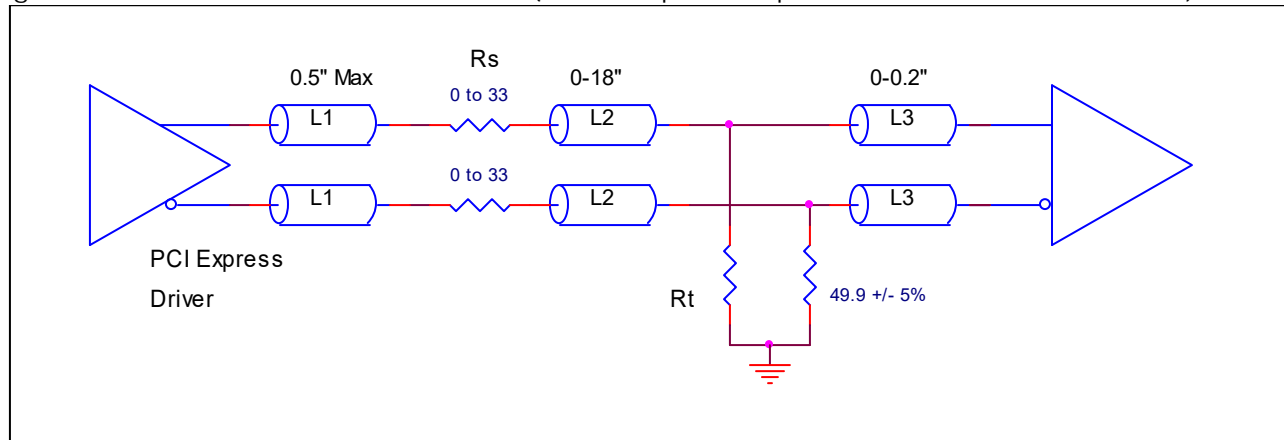 Rs
0.5" Max
0-18"
0-0.2"
0 to 33
L1
L2
L3
0 to 33
L1
L2
L3
PCI Express
Driver
Rt
49.9 +/- 5%